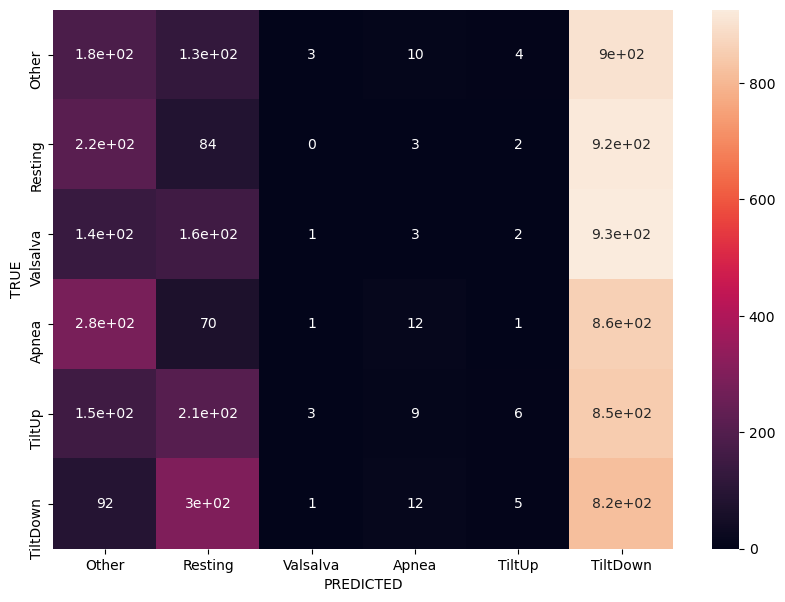 Other 1.8e+02 1.3e+02 3 10 4 9e+02
Resting 2.2e+02 84 0 3 2 9.2e+02
Valsalva 1.4e+02 1.6e+02 1 3 2 9.3e+02
Apnea 2.8e+02 70 1 12 1 8.6e+02
TiltUp 1.5e+02 2.1e+02 3 9 6 8.5e+02
TiltDown 92 3e+02 1 12 5 8.2e+02
TRUE
Other Resting Valsalva Apnea TiltUp TiltDown
PREDICTED
800
600
400
200
0